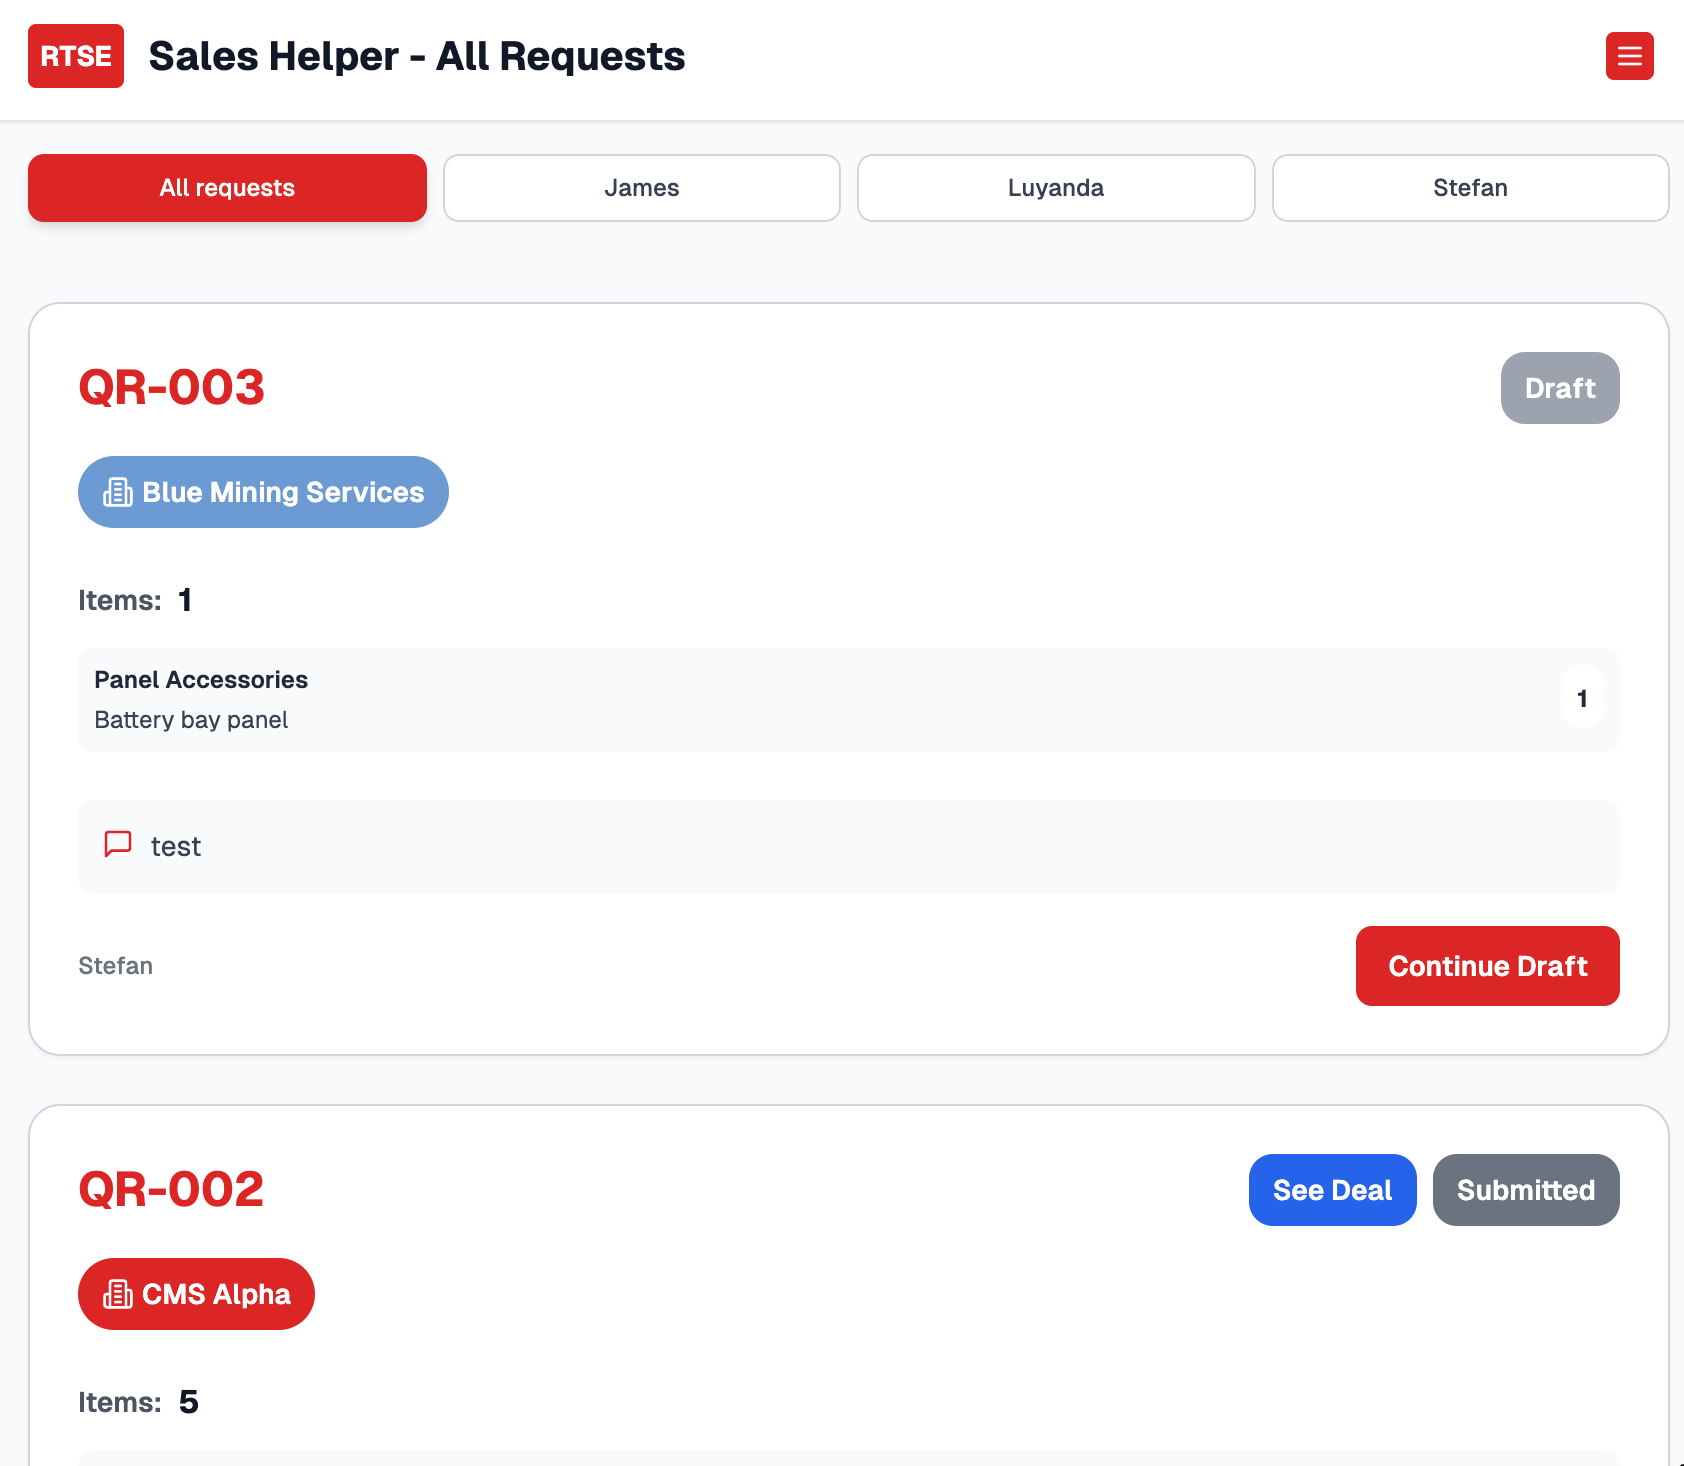 RTSE
Sales Helper - All Requests
All requests
James
Luyanda
Stefan
QR-003
Draft
Blue Mining Services
Items: 1
Panel Accessories
Battery bay panel
1
test
Stefan
Continue Draft
QR-002
See Deal
Submitted
CMS Alpha
Items: 5